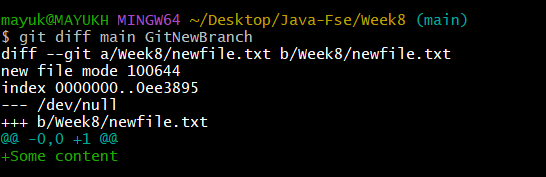 mayuk@MAYUKH MINGW64 ~/Desktop/Java-Fse/Week8 (main)
$ git diff main GitNewBranch
diff --git a/Week8/newfile.txt b/Week8/newfile.txt
new file mode 100644
index 0000000..0ee3895
--- /dev/null
+++ b/Week8/newfile.txt
@@ -0,0 +1 @@
+Some content